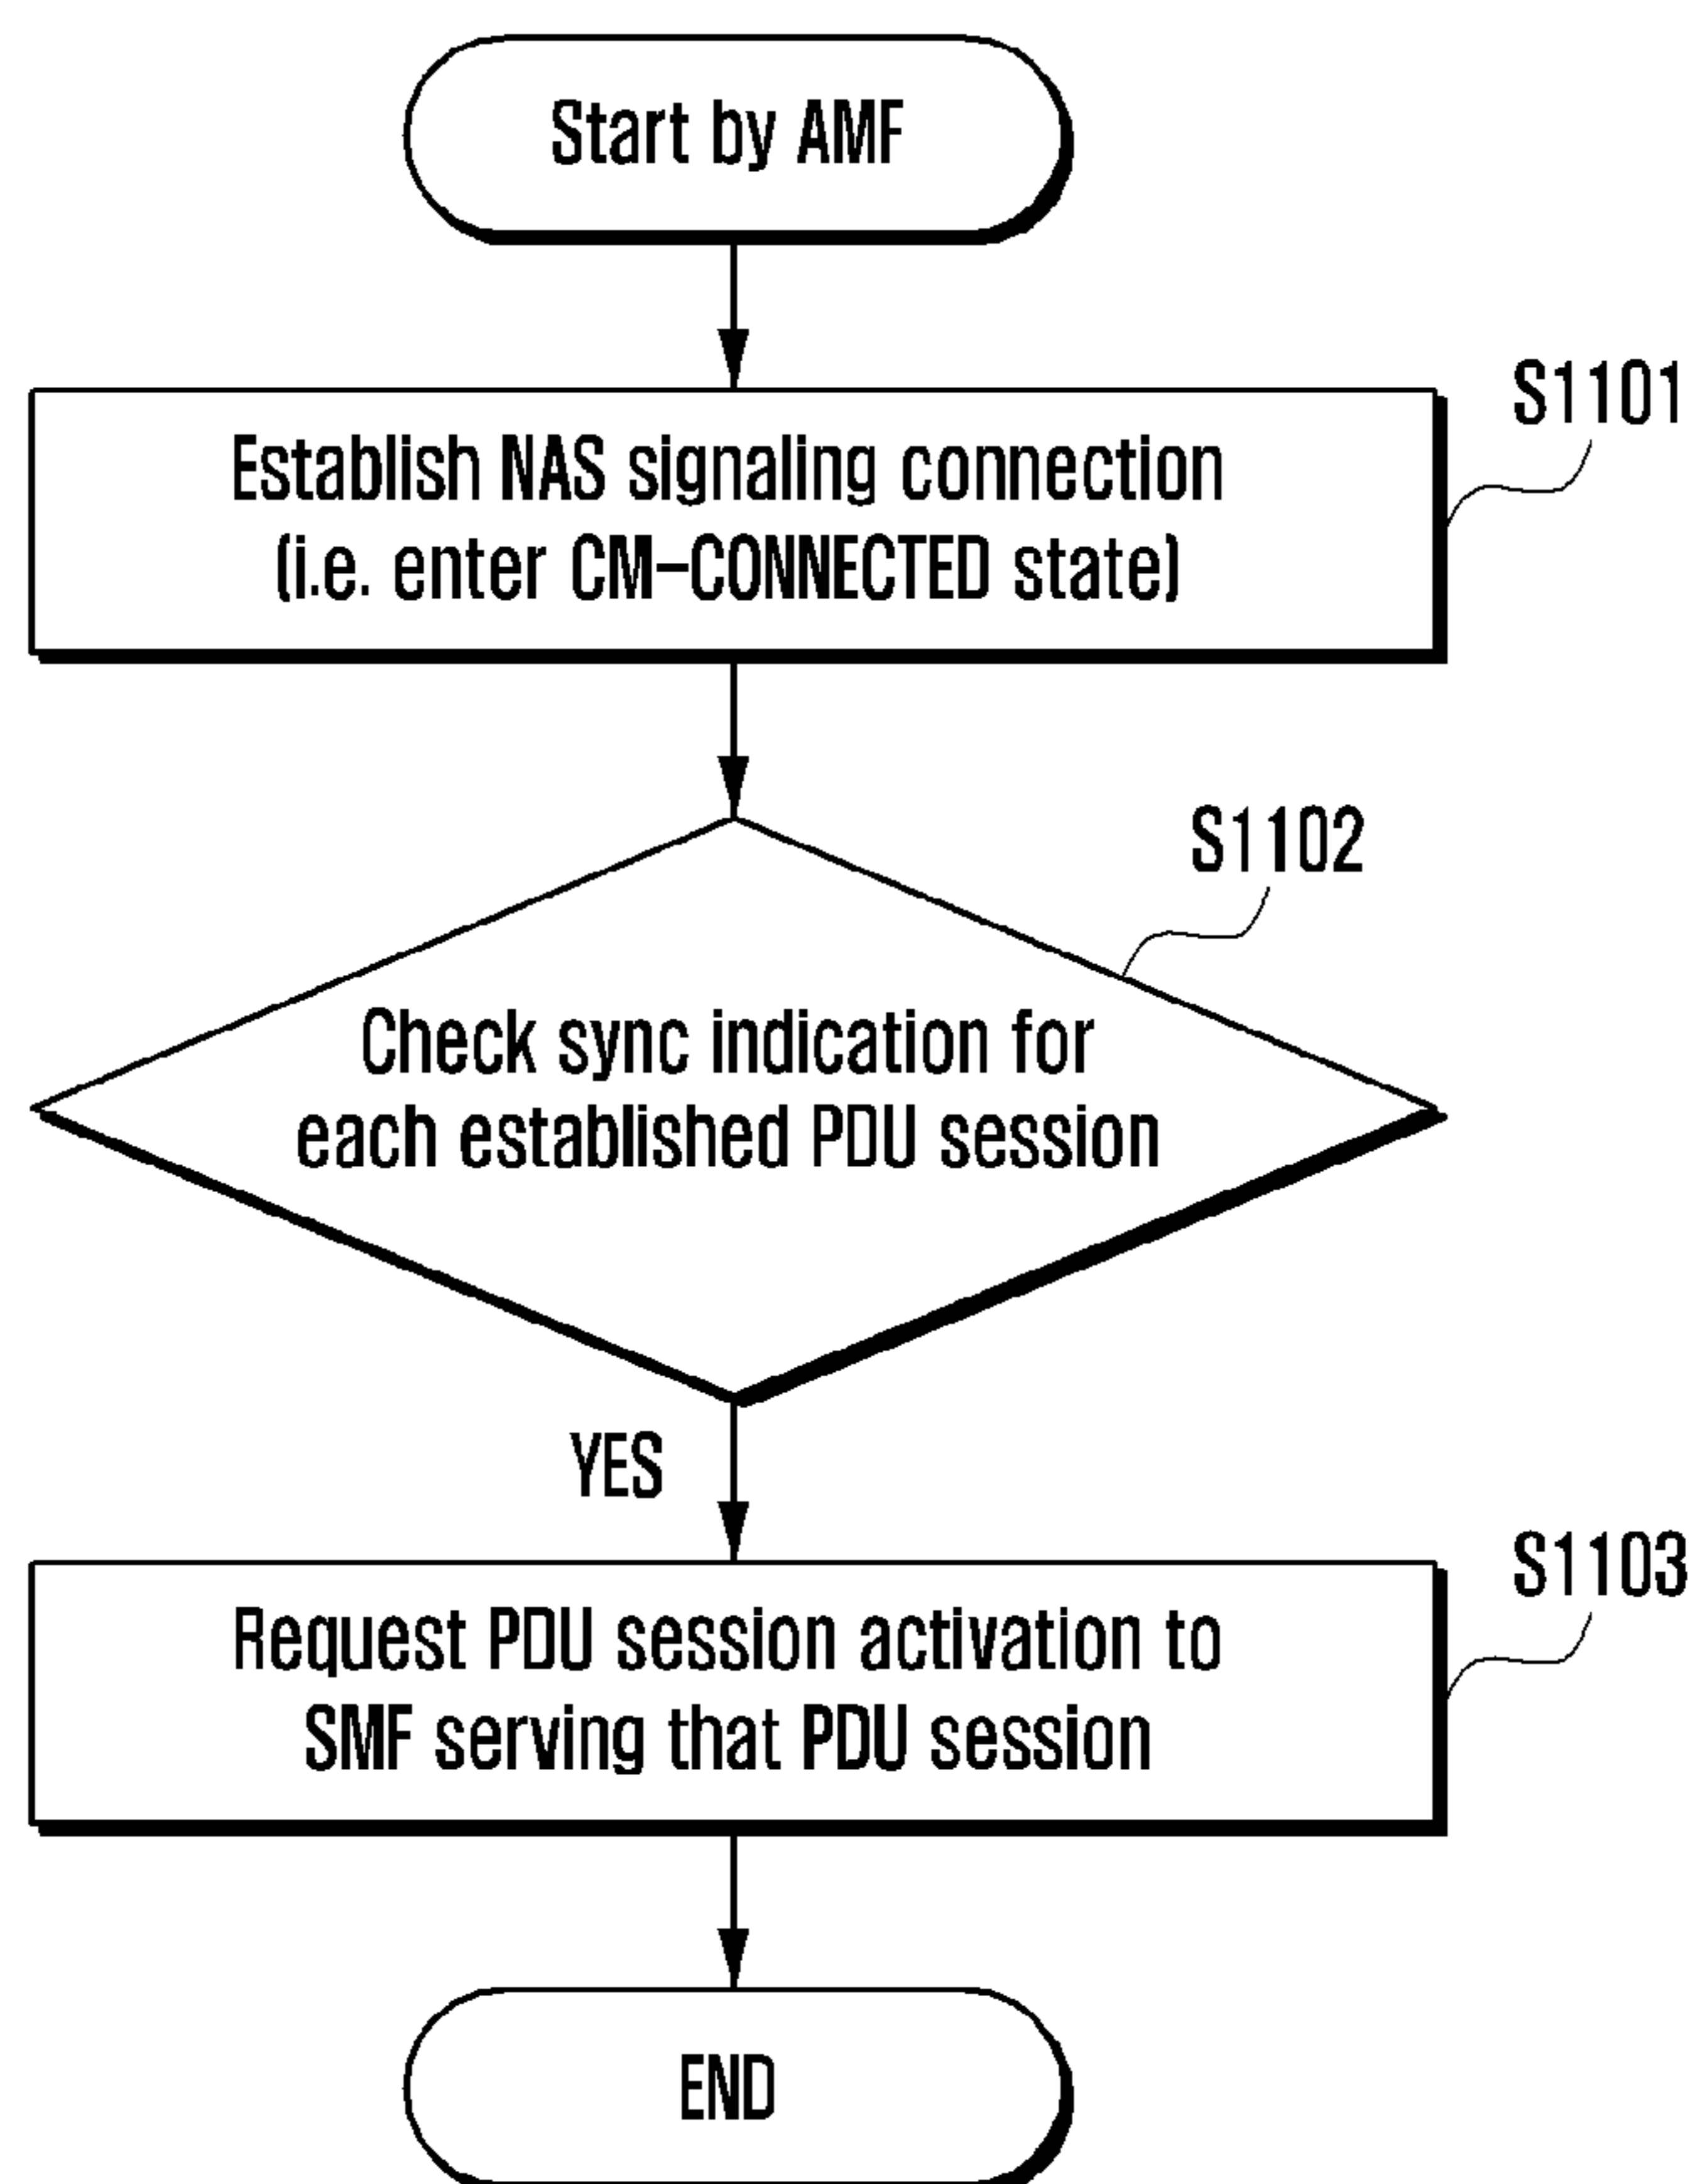 Start by AMF
S1101
Establish NAS signaling connection
(i.e. enter CM-CONNECTED state)
S1102
Check sync indication for
each established PDU session
YES
S1103
Request PDU session activation to
SMF serving that PDU session
END